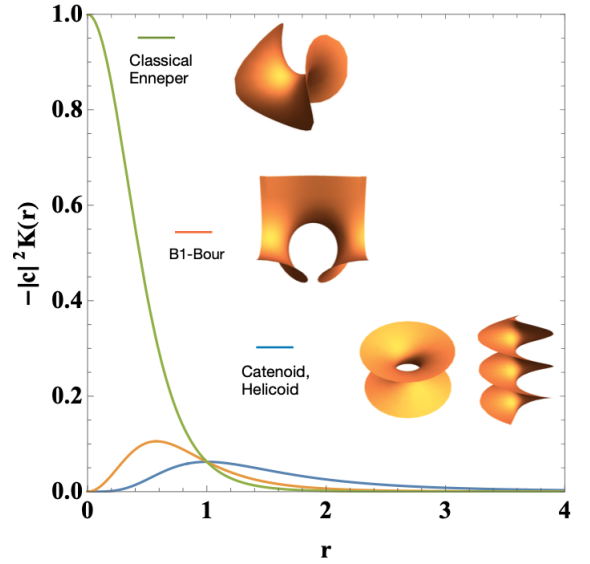 1.0
Classical
Enneper
0.8
0.6
B1-Bour
0.4
Catenoid,
Helicoid
0.2
0.0
0 1 2 3 4
r
−|c|²K(r)